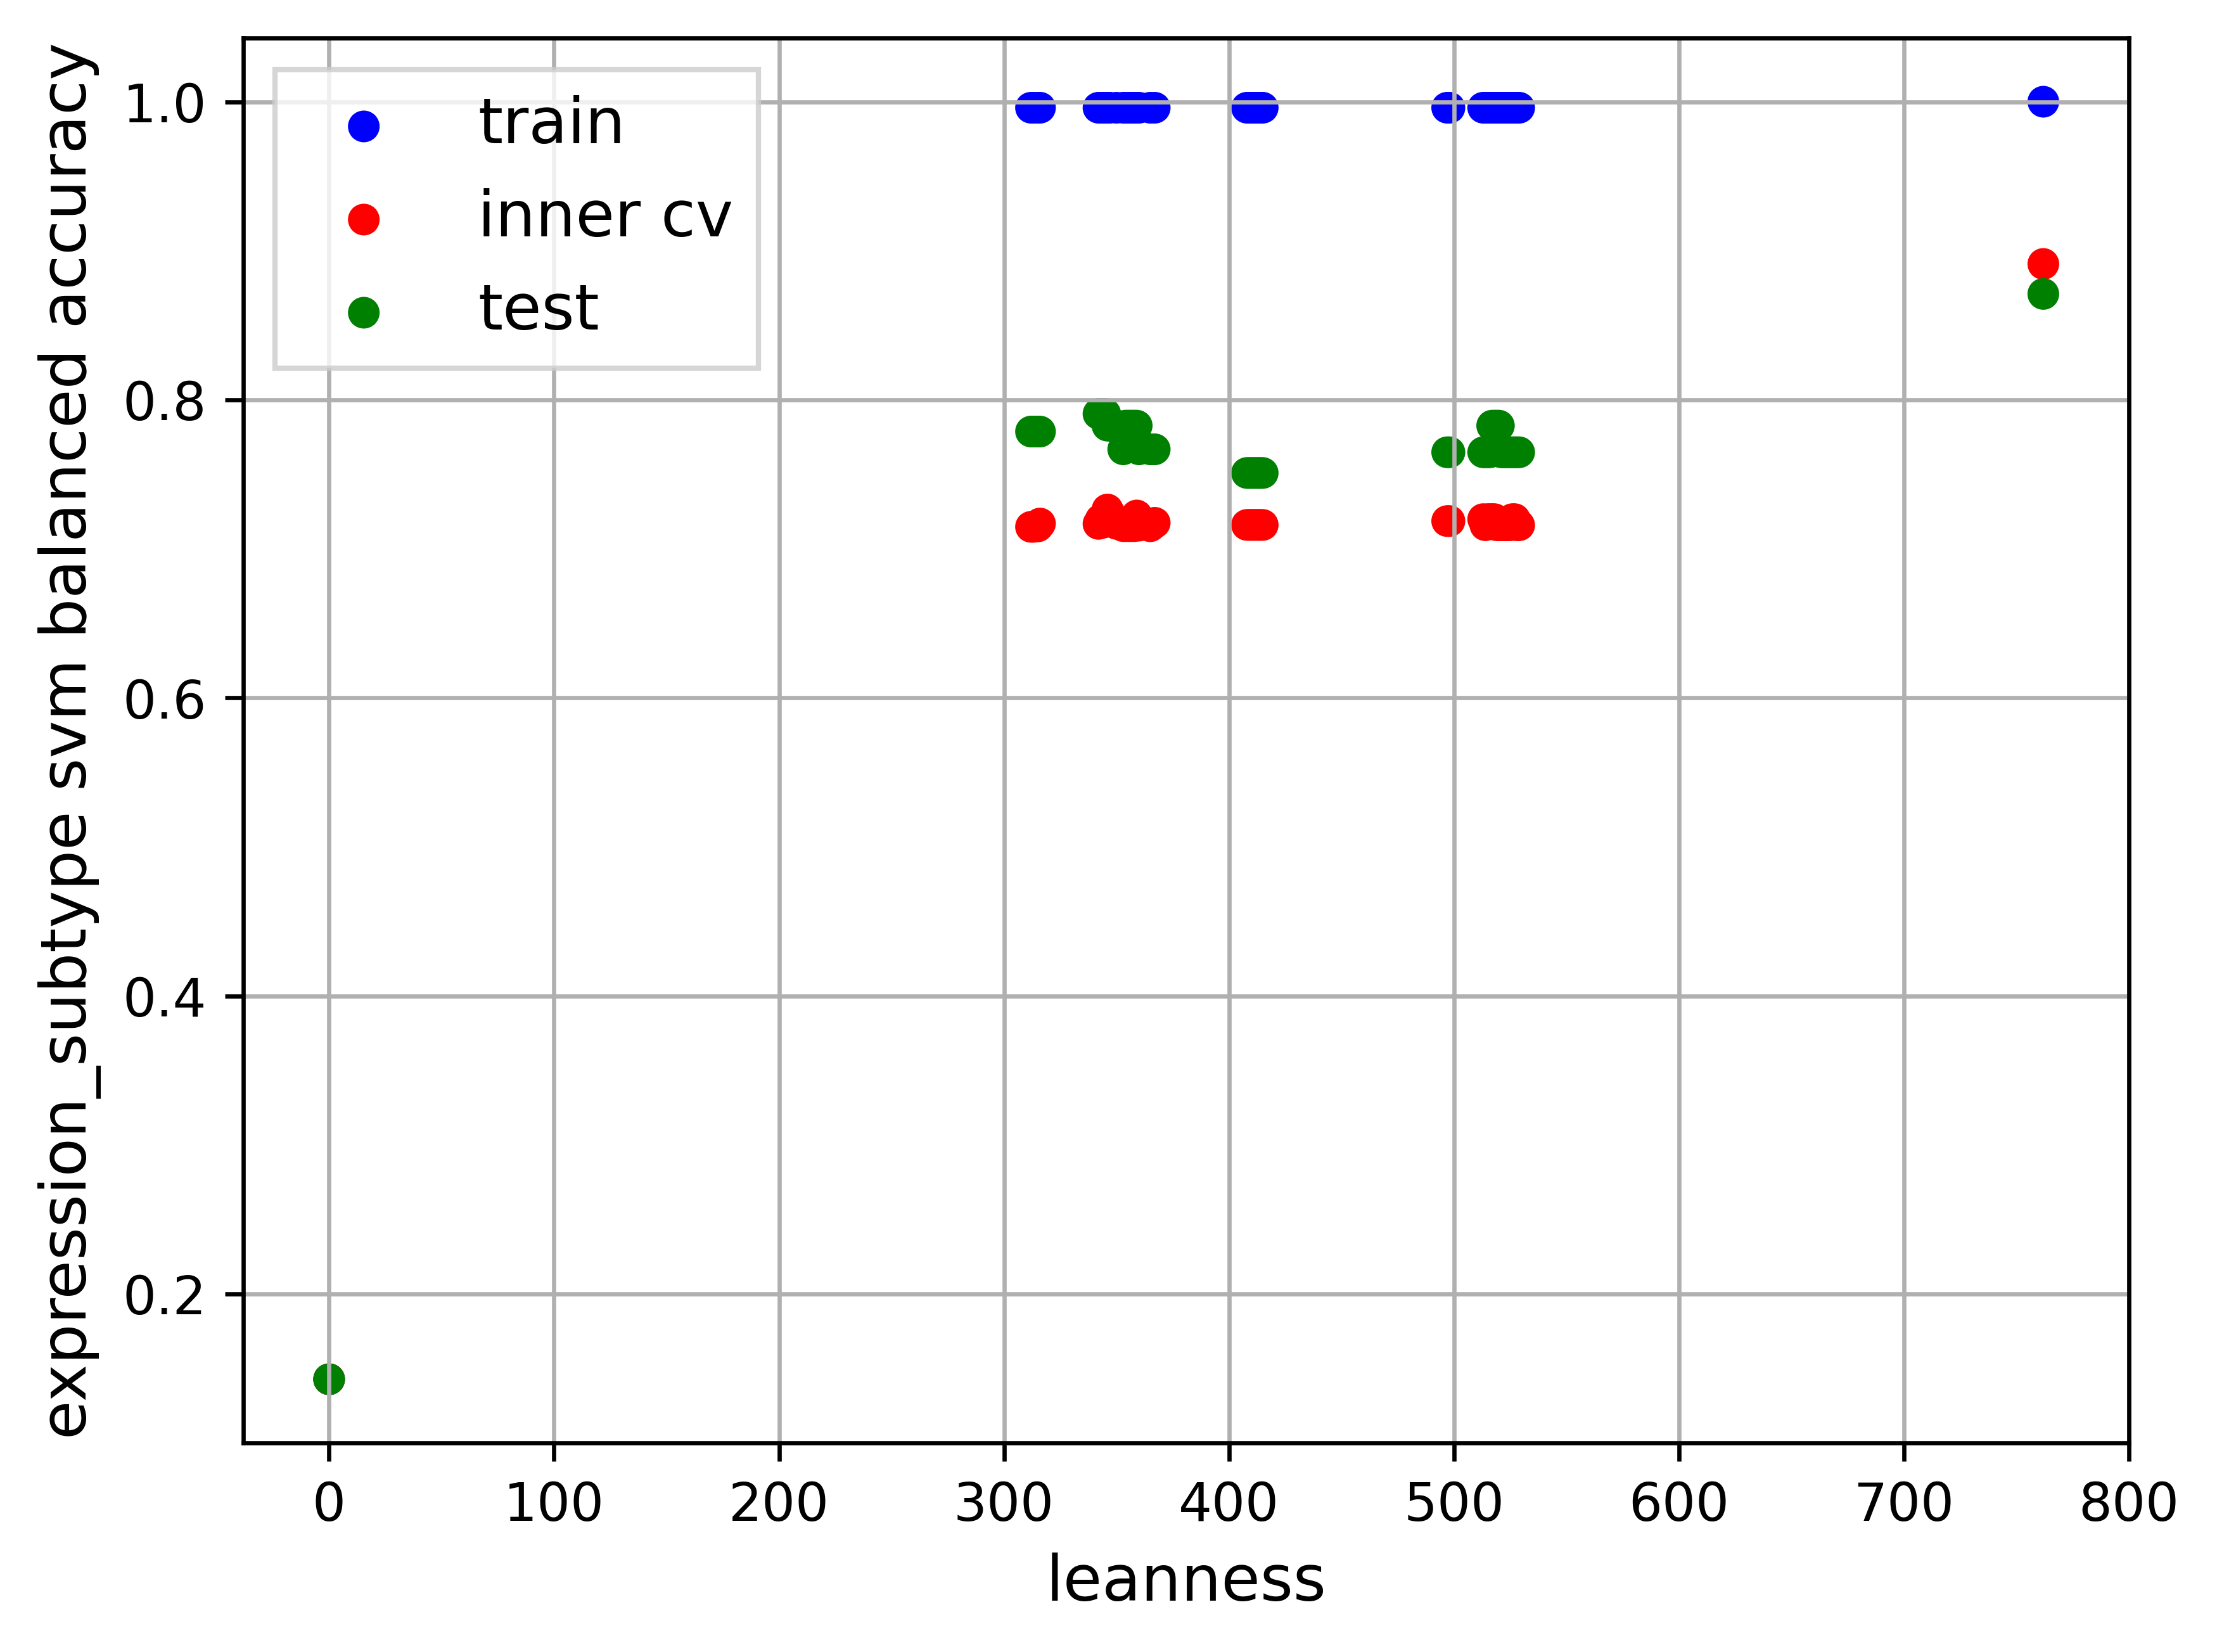 expression_subtype svm balanced accuracy
1.0
0.8
0.6
0.4
0.2
train
inner cv
test
0 100 200 300 400 500 600 700 800
leanness